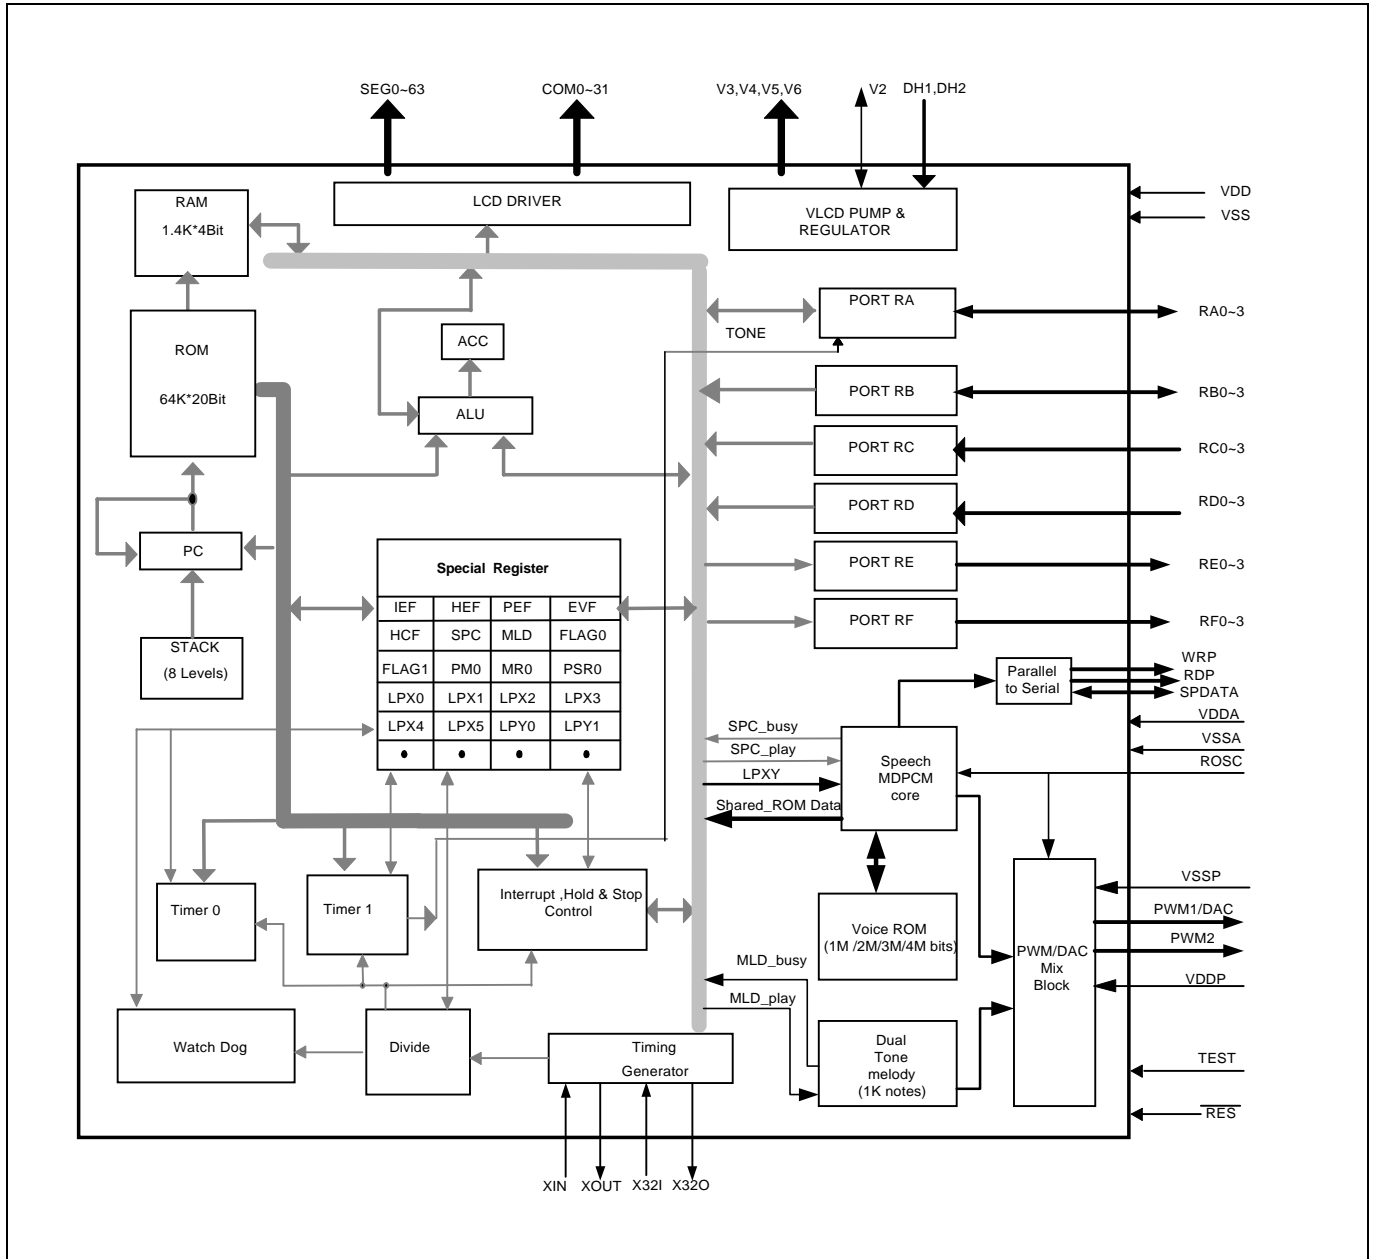 SEG0~63
COM0~31
V3,V4,V5,V6
V2
DH1,DH2
RAM
1.4K*4Bit
LCD DRIVER
VLCD PUMP &
REGULATOR
VDD
VSS
ROM
64K*20Bit
ACC
ALU
TONE
PORT RA
RA0~3
PORT RB
RB0~3
PORT RC
RC0~3
PORT RD
RD0~3
PORT RE
RE0~3
PORT RF
RF0~3
PC
STACK
(8 Levels)
Special Register
IEF HEF PEF EVF
HCF SPC MLD FLAG0
FLAG1 PM0 MR0 PSR0
LPX0 LPX1 LPX2 LPX3
LPX4 LPX5 LPY0 LPY1
Parallel
to Serial
WRP
RDP
SPDATA
VDDA
VSSA
ROSC
SPC_busy
SPC_play
LPXY
Shared_ROM Data
Speech
MDPCM
core
Timer 0
Timer 1
Interrupt ,Hold & Stop
Control
Voice ROM
(1M /2M/3M/4M bits)
PWM/DAC
Mix
Block
VSSP
PWM1/DAC
PWM2
VDDP
MLD_busy
MLD_play
Watch Dog
Divide
Timing
Generator
Dual
Tone
melody
(1K notes)
TEST
RES
XIN
XOUT
X32I
X32O